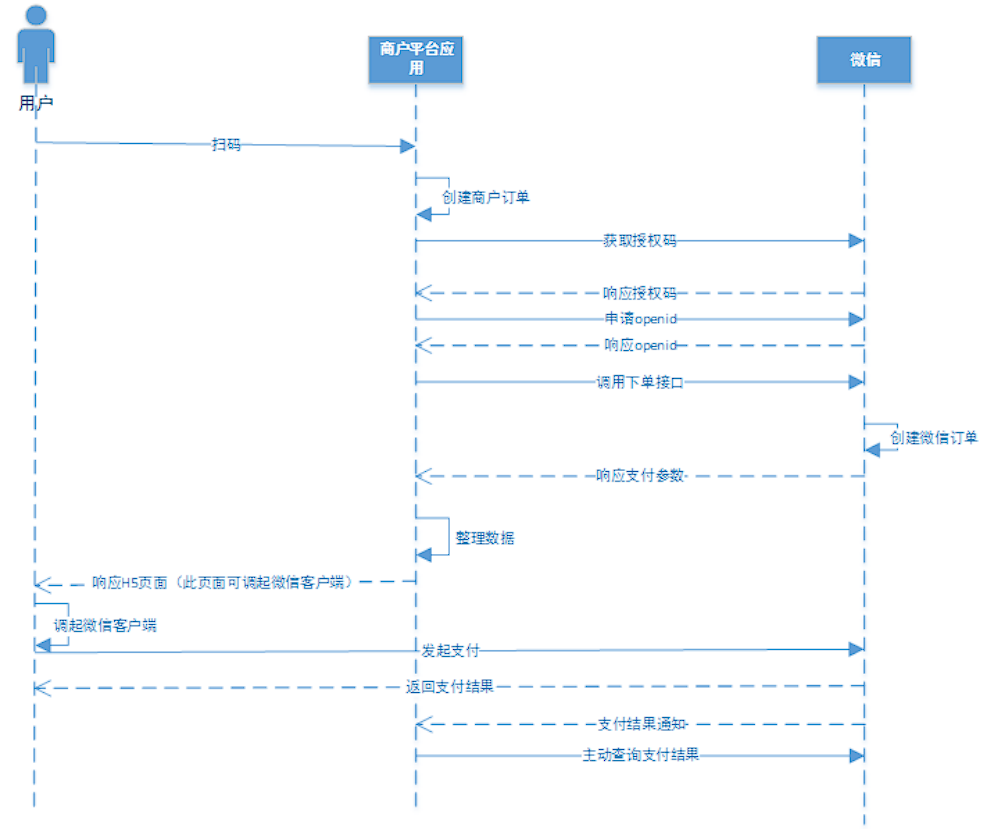 商户平台应
用
微信
用户
扫码
创建商户订单
获取授权码
响应授权码
申请openid
响应openid
调用下单接口
创建微信订单
响应支付参数
整理数据
响应H5页面（此页面可调起微信客户端）
调起微信客户端
发起支付
返回支付结果
支付结果通知
主动查询支付结果